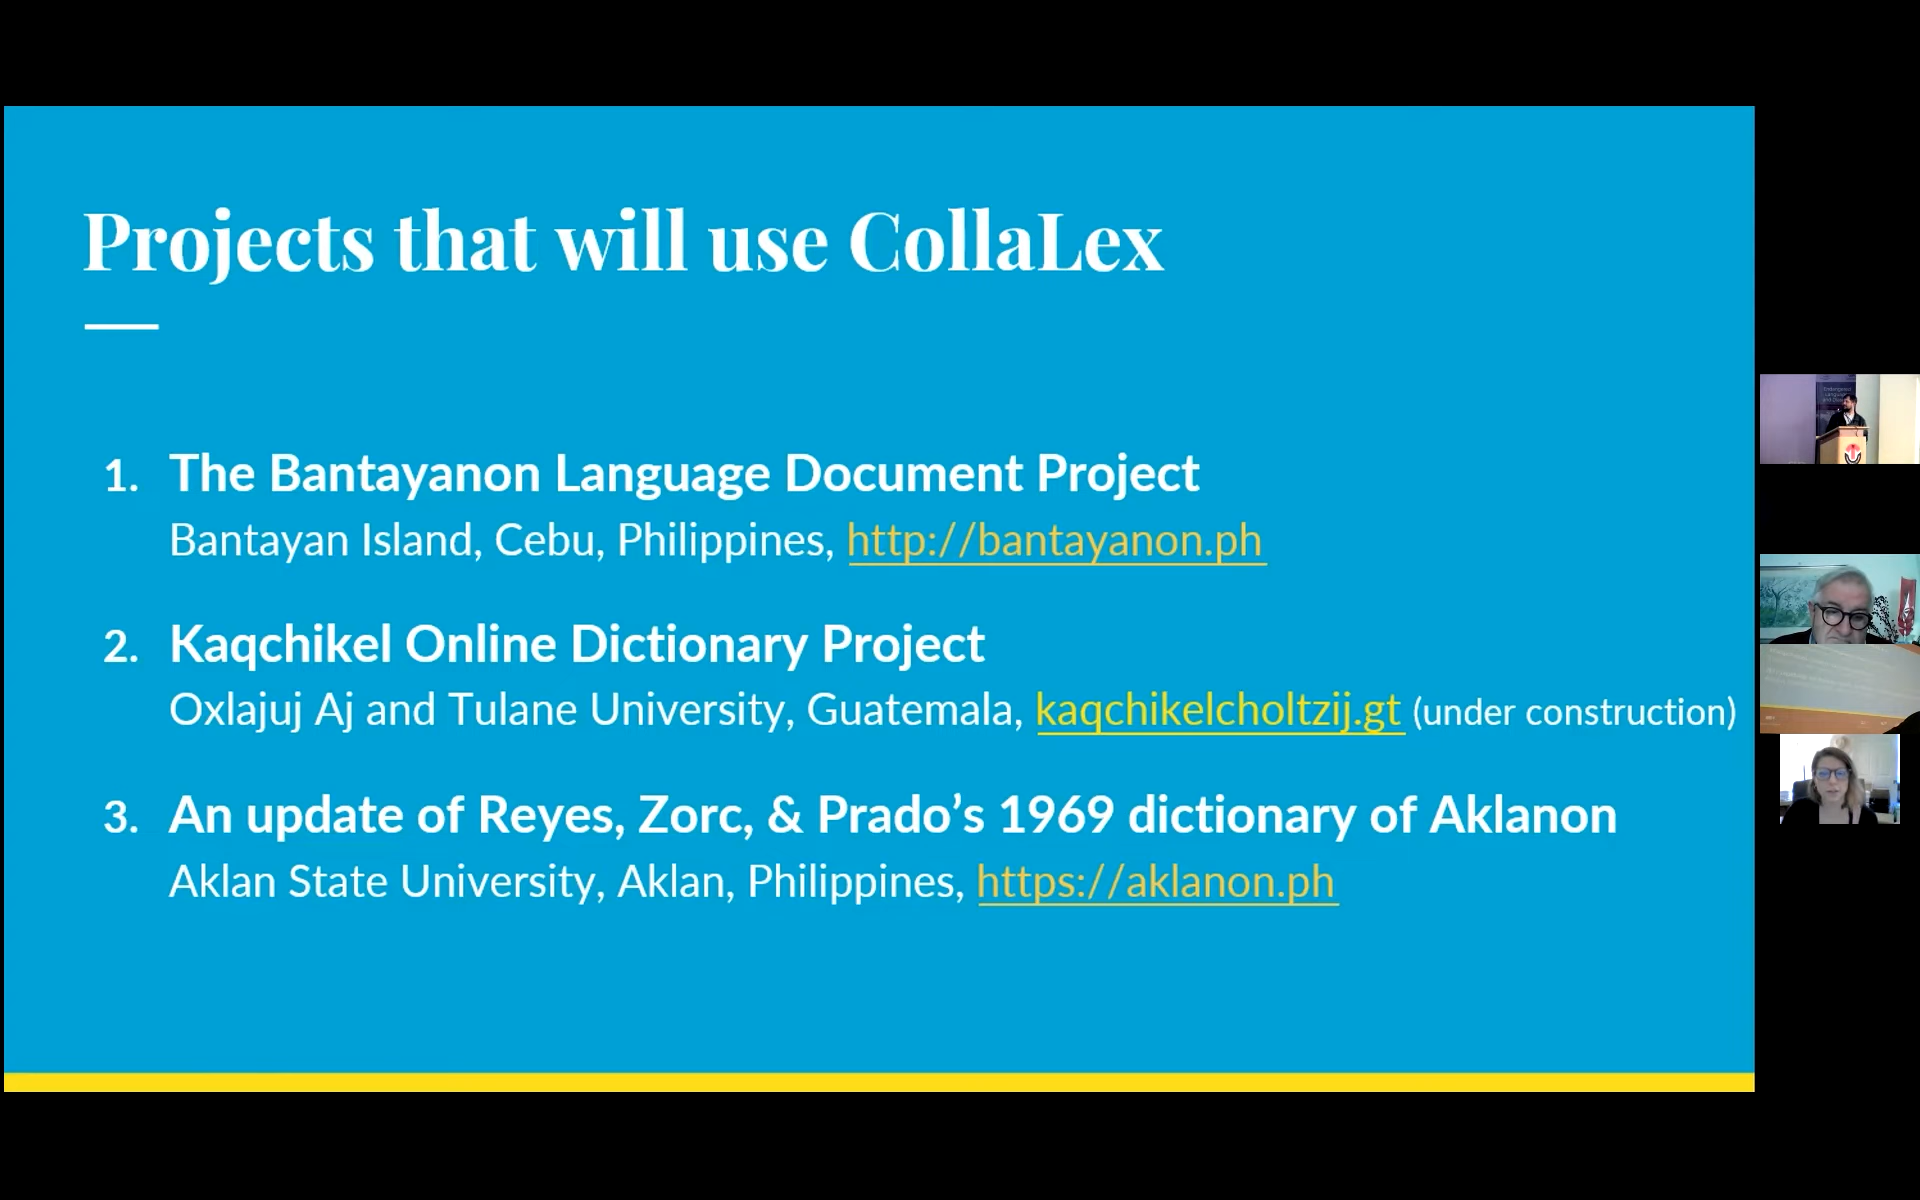 Projects that will use CollaLex
1. The Bantayanon Language Document Project
Bantayan Island, Cebu, Philippines, http://bantayanon.ph
2. Kaqchikel Online Dictionary Project
Oxlajuj Aj and Tulane University, Guatemala, kaqchikelcholtzij.gt (under construction)
3. An update of Reyes, Zorc, & Prado’s 1969 dictionary of Aklanon
Aklan State University, Aklan, Philippines, https://aklanon.ph